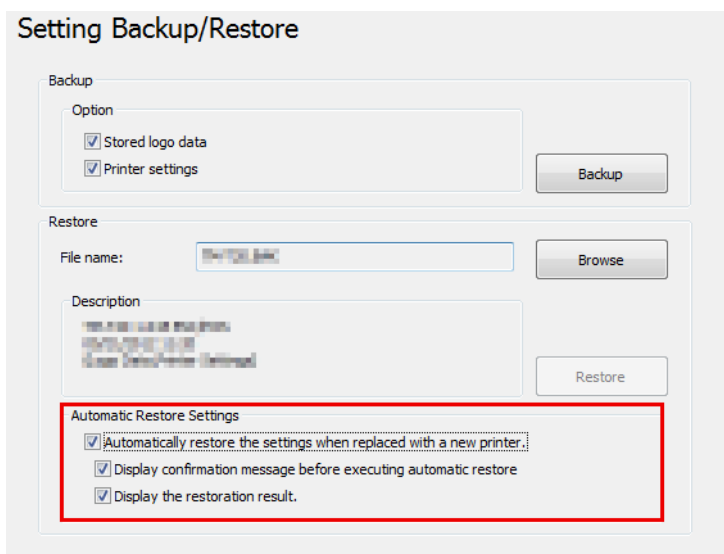 Setting Backup/Restore
Backup
Option
Stored logo data
Printer settings
Backup
Restore
File name:
Browse
Description
Restore
Automatic Restore Settings
Automatically restore the settings when replaced with a new printer.
Display confirmation message before executing automatic restore
Display the restoration result.